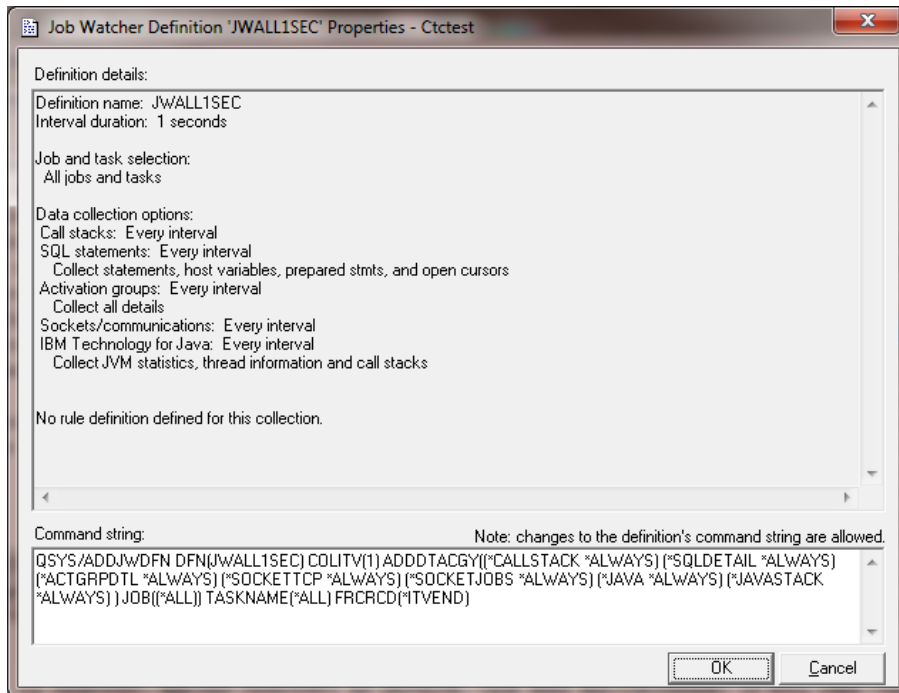 Job Watcher Definition 'JWALL1SEC' Properties - Ctctest
Definition details:
Definition name: JWALL1SEC
Interval duration: 1 seconds
Job and task selection:
All jobs and tasks
Data collection options:
Call stacks: Every interval
SQL statements: Every interval
Collect statements, host variables, prepared stmts, and open cursors
Activation groups: Every interval
Collect all details
Sockets/communications: Every interval
IBM Technology for Java: Every interval
Collect JVM statistics, thread information and call stacks
No rule definition defined for this collection.
Command string: Note: changes to the definition's command string are allowed.
QSYS/ADDJWDFN DFN(JWALL1SEC) COLITV(1) ADDDTACGY((*CALLSTACK *ALWAYS) (*SQLDETAIL *ALWAYS)
(*ACTGRPDTL *ALWAYS) (*SOCKETTCP *ALWAYS) (*SOCKETJOBS *ALWAYS) (*JAVA *ALWAYS) (*JAVASTACK
*ALWAYS) ) JOB((*ALL)) TASKNAME(*ALL) FRCRCD(*ITVEND)
OK Cancel